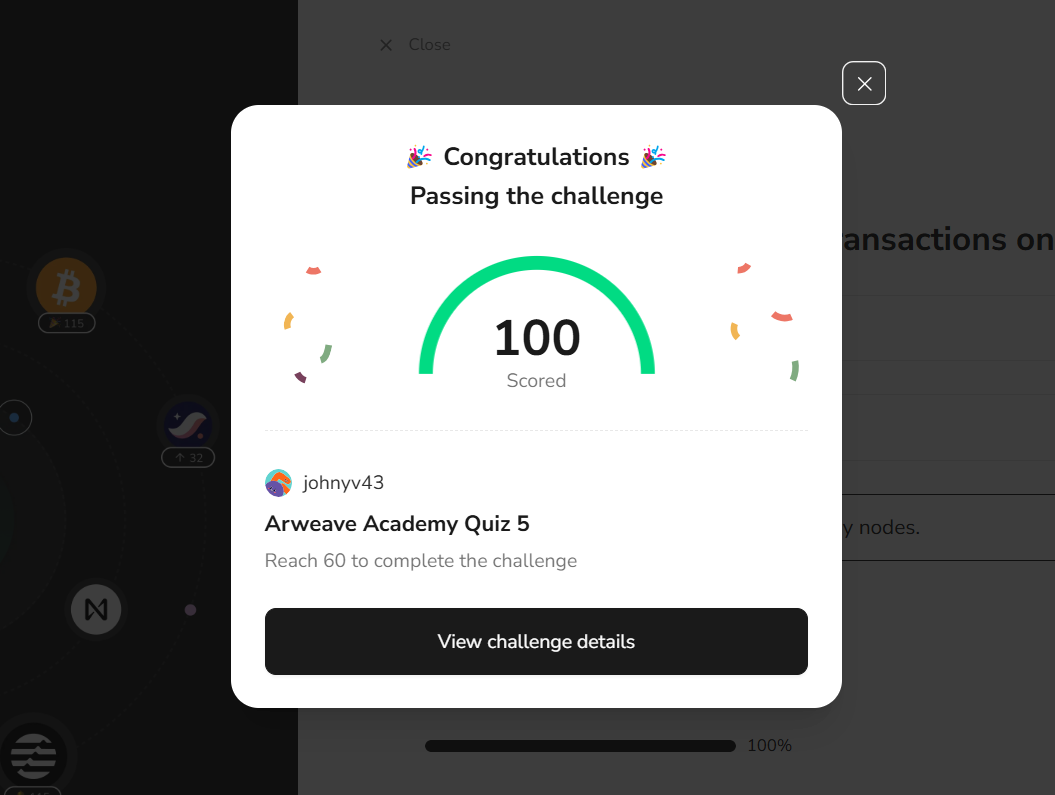 Close
Congratulations
Passing the challenge
ansactions on
100
Scored
115
32
johnyv43
Arweave Academy Quiz 5
y nodes.
Reach 60 to complete the challenge
View challenge details
100%